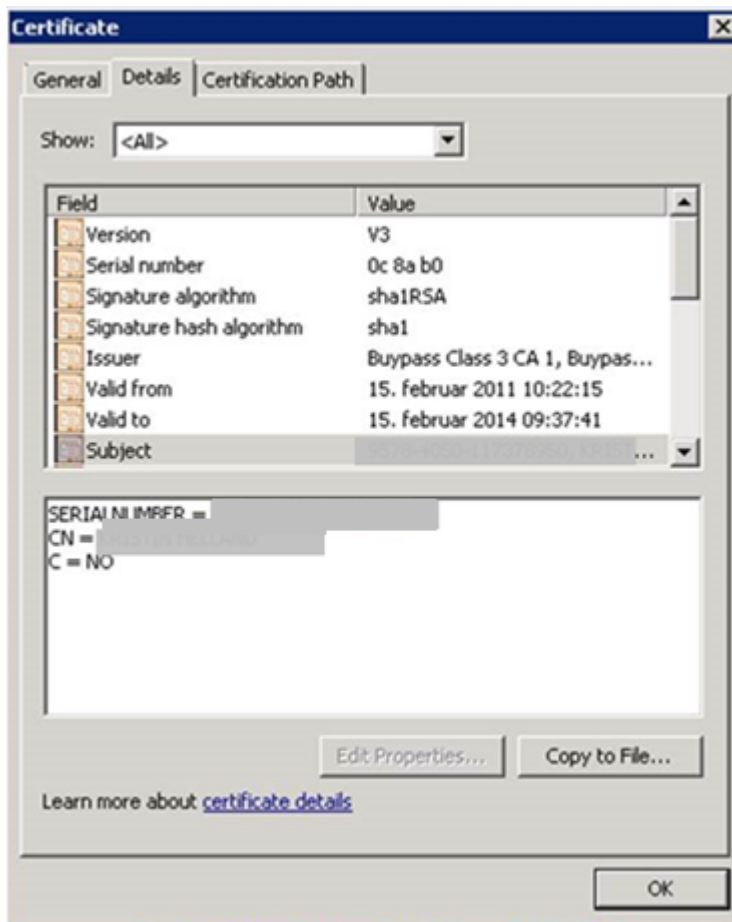 Certificate
General Details Certification Path
Show: <All>
Field Value
Version V3
Serial number 0c 8a b0
Signature algorithm sha1RSA
Signature hash algorithm sha1
Issuer Buypass Class 3 CA 1, Buypas...
Valid from 15. februar 2011 10:22:15
Valid to 15. februar 2014 09:37:41
Subject ...
SERIALNUMBER =
CN =
C = NO
Edit Properties... Copy to File...
Learn more about certificate details
OK